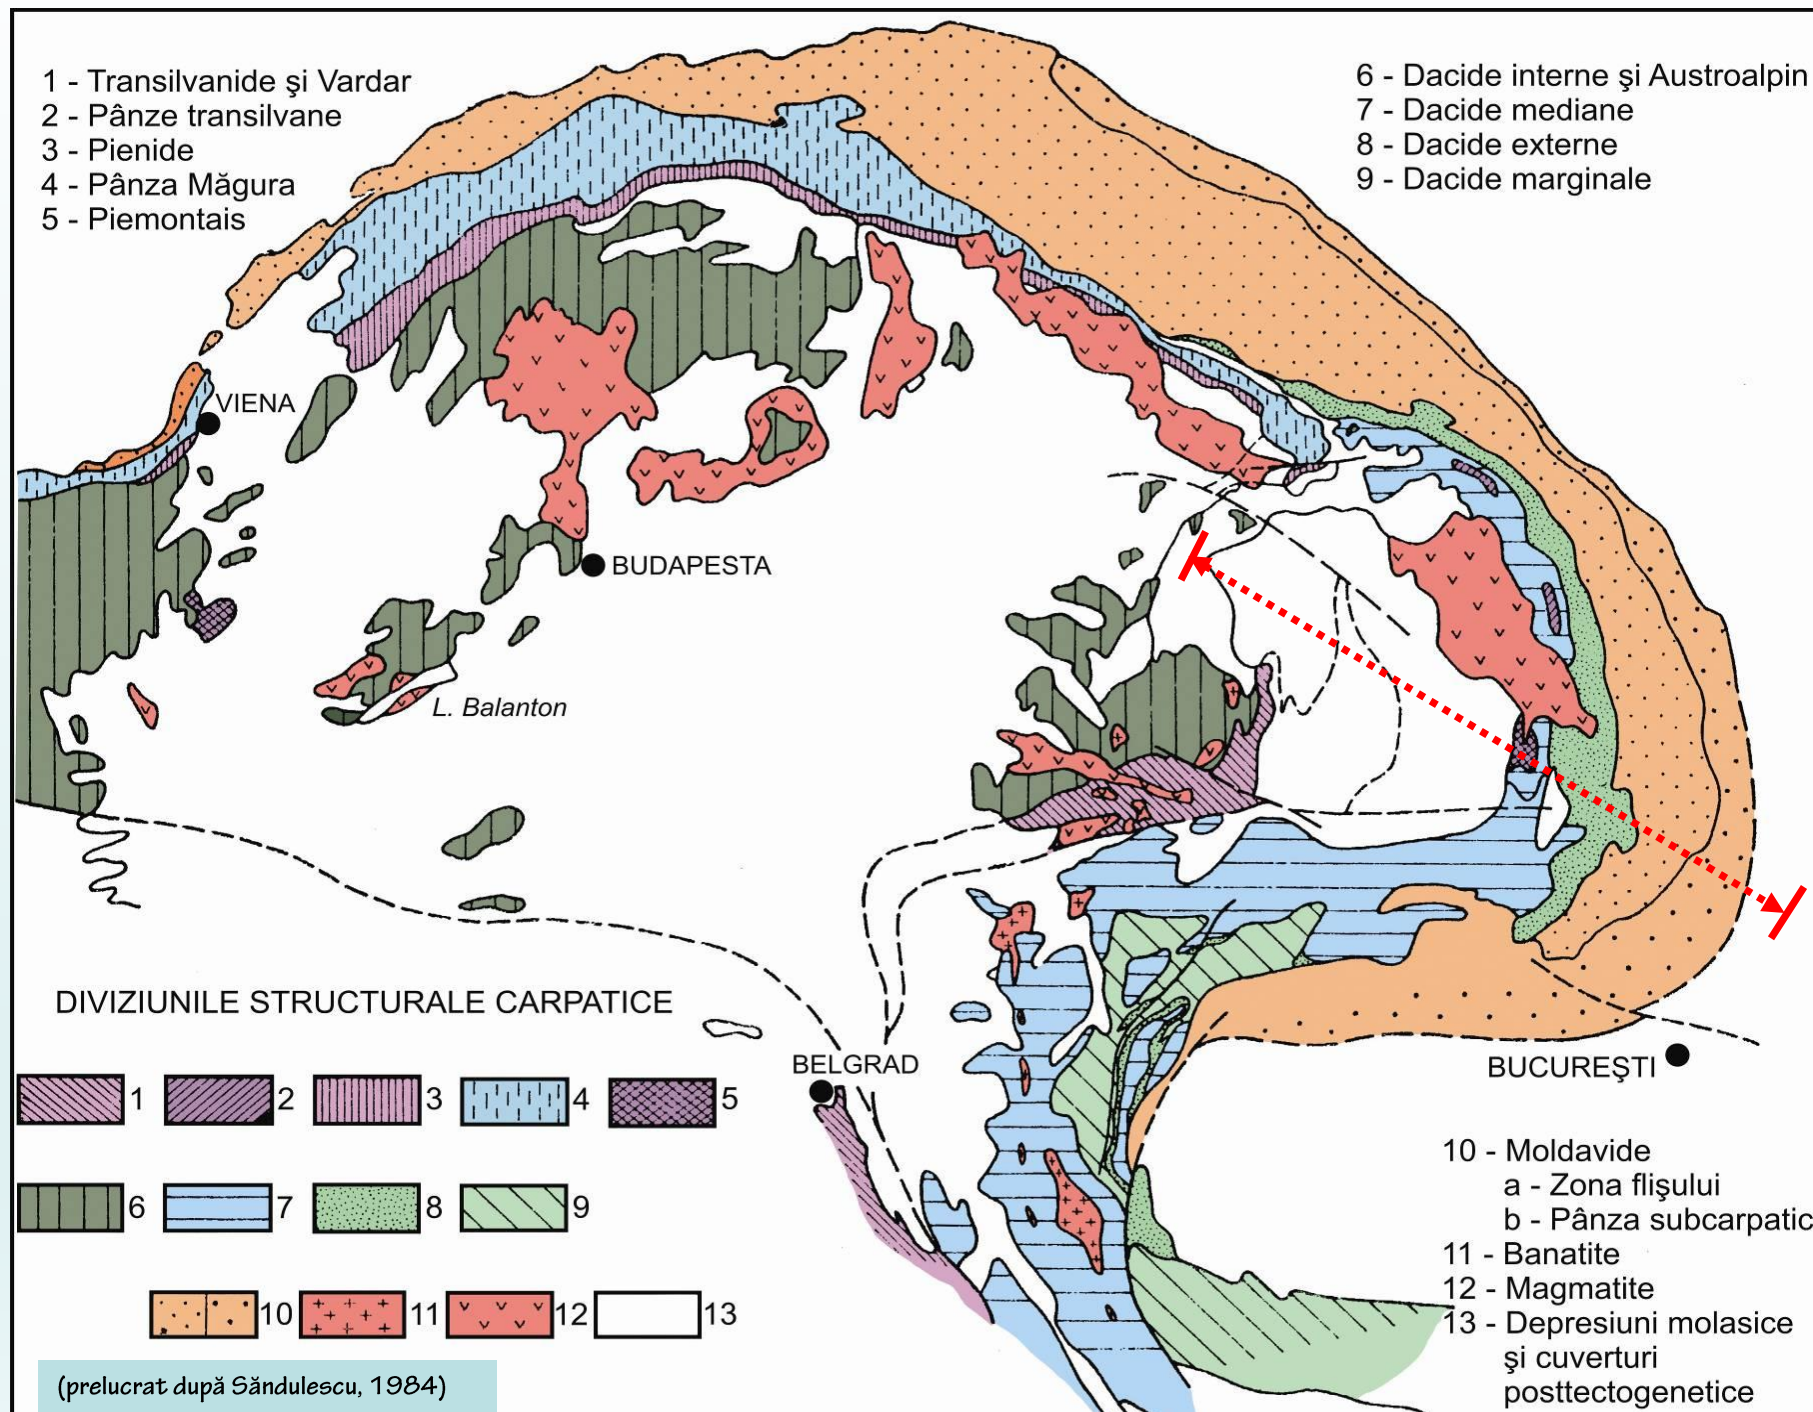 1 - Transilvanide şi Vardar
2 - Pânze transilvane
3 - Pienide
4 - Pânza Măgura
5 - Piemontais
6 - Dacide interne şi Austroalpin
7 - Dacide mediane
8 - Dacide externe
9 - Dacide marginale
VIENA
BUDAPESTA
L. Balanton
DIVIZIUNILE STRUCTURALE CARPATICE
BELGRAD
BUCUREŞTI
1 2 3 4 5
6 7 8 9
10 11 12 13
10 - Moldavide
a - Zona flişului
b - Pânza subcarpatic
11 - Banatite
12 - Magmatite
13 - Depresiuni molasice
şi cuverturi
posttectogenetice
(prelucrat după Săndulescu, 1984)